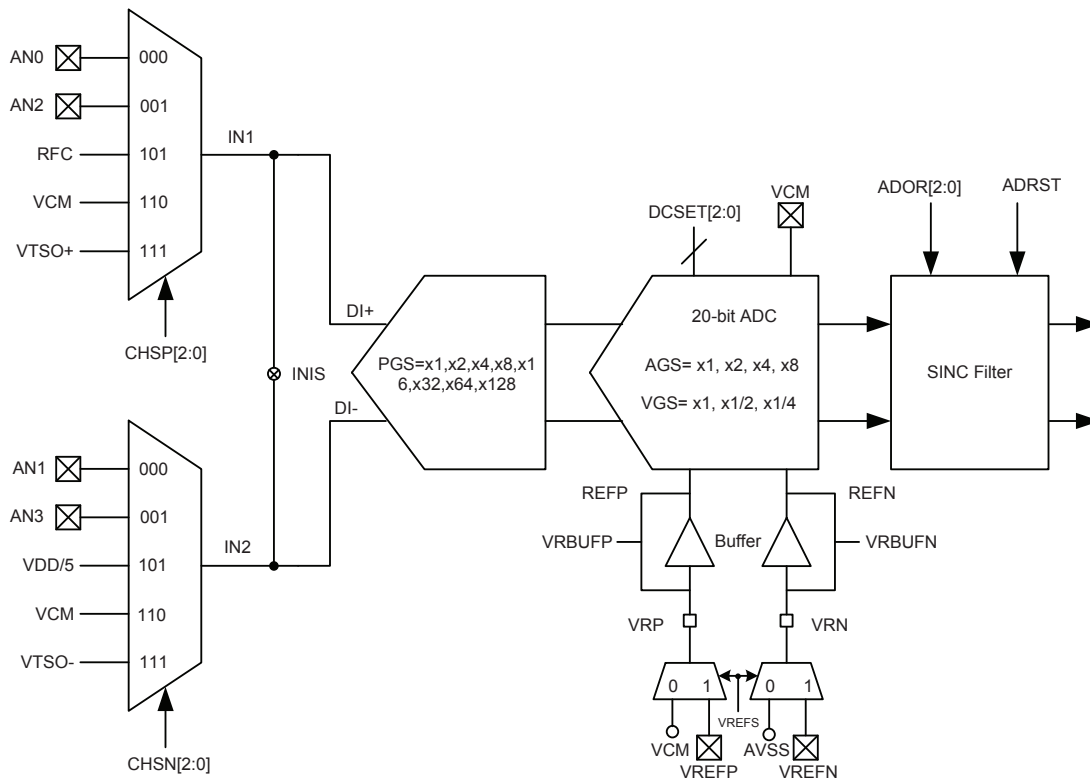 AN0
000
AN2
001
RFC
101
IN1
VCM
110
VTSO+
111
CHSP[2:0]
INIS
AN1
000
AN3
001
VDD/5
101
IN2
VCM
110
VTSO-
111
CHSN[2:0]
DI+
PGS=x1,x2,x4,x8,x1
6,x32,x64,x128
DI-
DCSET[2:0]
VCM
20-bit ADC
AGS= x1, x2, x4, x8
VGS= x1, x1/2, x1/4
ADOR[2:0]
ADRST
SINC Filter
REFP
REFN
VRBUFP
Buffer
VRBUFN
VRP
VRN
0 1
0 1
VREFS
VCM
AVSS
VREFP
VREFN